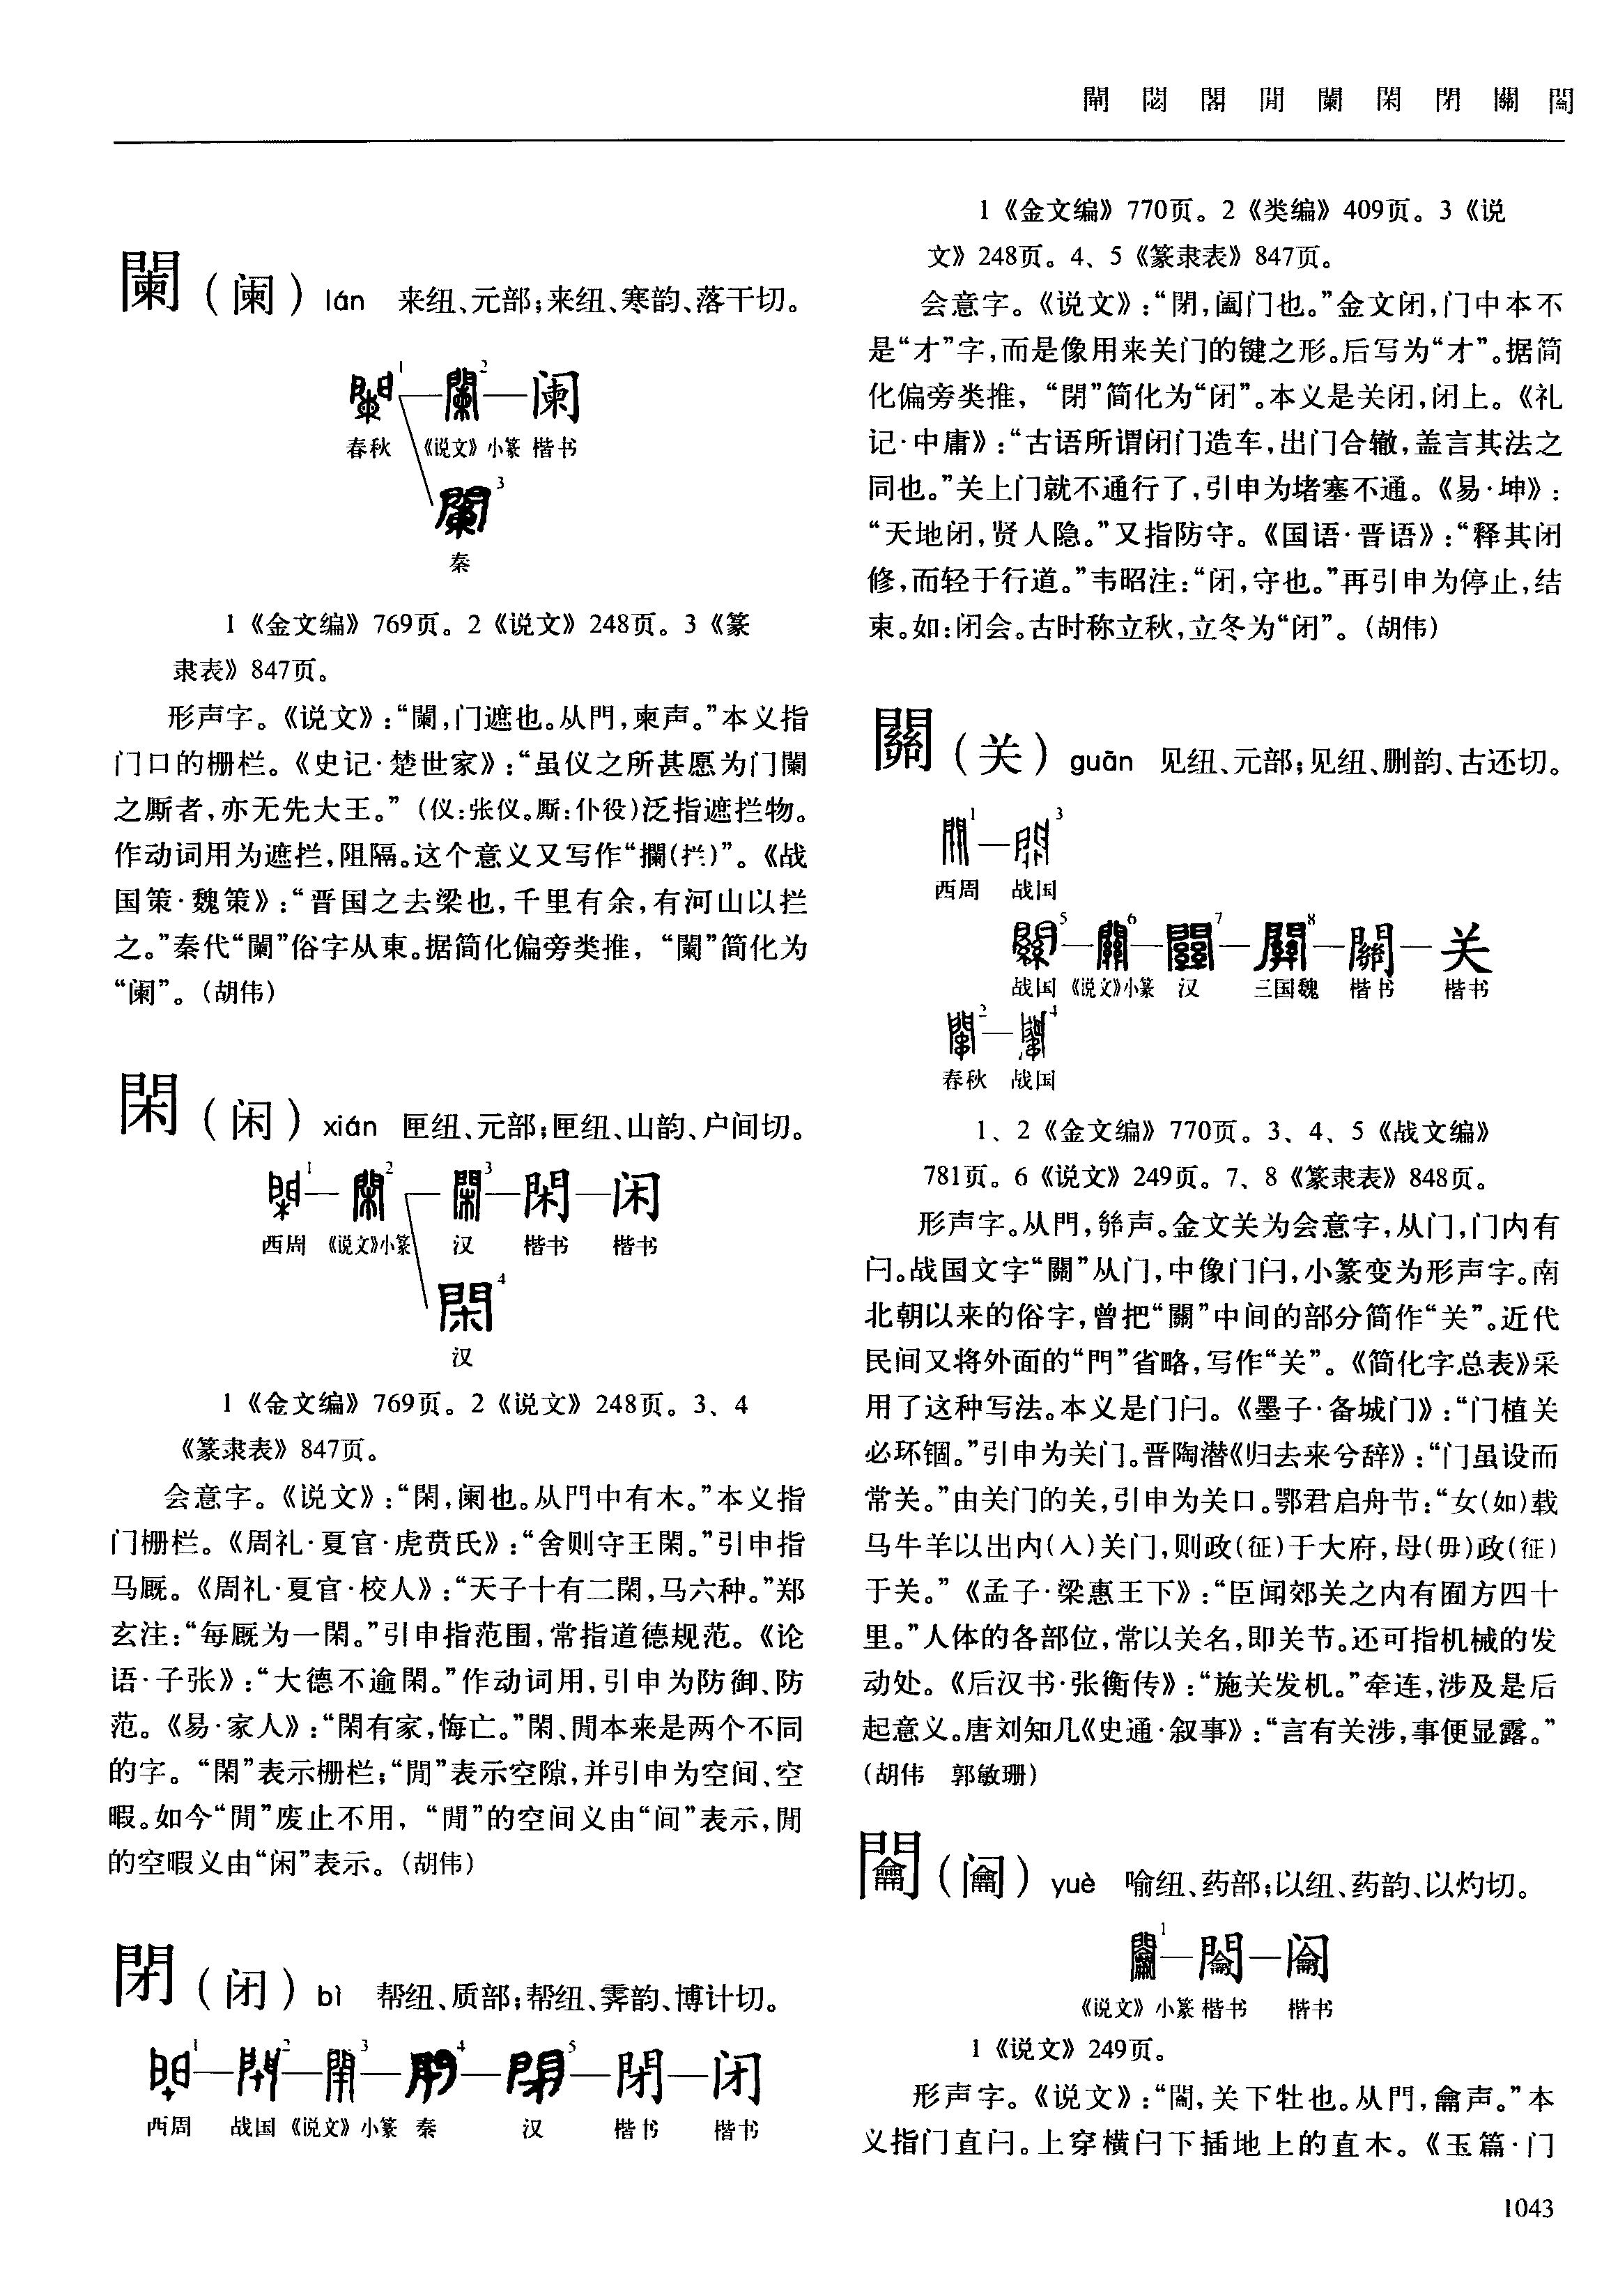 閘 閟 閣 閒 闌 閑 閉 關 闟
闌（阑）lán 来纽、元部；来纽、寒韵、落干切。
1 2
春秋 《说文》小篆 楷书
阑
3
秦
1《金文编》769页。2《说文》248页。3《篆
隶表》847页。
形声字。《说文》：“闌，门遮也。从門，柬声。”本义指
门口的栅栏。《史记·楚世家》：“虽仪之所甚愿为门闌
之厮者，亦无先大王。”（仪：张仪。厮：仆役）泛指遮拦物。
作动词用为遮拦，阻隔。这个意义又写作“攔（拦）”。《战
国策·魏策》：“晋国之去梁也，千里有余，有河山以拦
之。”秦代“闌”俗字从東。据简化偏旁类推，“闌”简化为
“阑”。（胡伟）
閑（闲）xián 匣纽、元部；匣纽、山韵、户间切。
1 2 3 閑 闲
西周 《说文》小篆 汉 楷书 楷书
4
汉
1《金文编》769页。2《说文》248页。3、4
《篆隶表》847页。
会意字。《说文》：“閑，阑也。从門中有木。”本义指
门栅栏。《周礼·夏官·虎贲氏》：“舍则守王閑。”引申指
马厩。《周礼·夏官·校人》：“天子十有二閑，马六种。”郑
玄注：“每厩为一閑。”引申指范围，常指道德规范。《论
语·子张》：“大德不逾閑。”作动词用，引申为防御、防
范。《易·家人》：“閑有家，悔亡。”閑、閒本来是两个不同
的字。“閑”表示栅栏；“閒”表示空隙，并引申为空间、空
暇。如今“閒”废止不用，“閒”的空间义由“间”表示，閒
的空暇义由“闲”表示。（胡伟）
閉（闭）bì 帮纽、质部；帮纽、霁韵、博计切。
1 2 3 4 5 閉 闭
西周 战国 《说文》小篆 秦 汉 楷书 楷书
1《金文编》770页。2《类编》409页。3《说
文》248页。4、5《篆隶表》847页。
会意字。《说文》：“閉，阖门也。”金文闭，门中本不
是“才”字，而是像用来关门的键之形。后写为“才”。据简
化偏旁类推，“閉”简化为“闭”。本义是关闭，闭上。《礼
记·中庸》：“古语所谓闭门造车，出门合辙，盖言其法之
同也。”关上门就不通行了，引申为堵塞不通。《易·坤》：
“天地闭，贤人隐。”又指防守。《国语·晋语》：“释其闭
修，而轻于行道。”韦昭注：“闭，守也。”再引申为停止，结
束。如：闭会。古时称立秋，立冬为“闭”。（胡伟）
關（关）guān 见纽、元部；见纽、删韵、古还切。
1 3
西周 战国
5 6 7 8 關 关
战国 《说文》小篆 汉 三国魏 楷书 楷书
2 4
春秋 战国
1、2《金文编》770页。3、4、5《战文编》
781页。6《说文》249页。7、8《篆隶表》848页。
形声字。从門，𢇇声。金文关为会意字，从门，门内有
闩。战国文字“關”从门，中像门闩，小篆变为形声字。南
北朝以来的俗字，曾把“關”中间的部分简作“关”。近代
民间又将外面的“門”省略，写作“关”。《简化字总表》采
用了这种写法。本义是门闩。《墨子·备城门》：“门植关
必环锢。”引申为关门。晋陶潜《归去来兮辞》：“门虽设而
常关。”由关门的关，引申为关口。鄂君启舟节：“女（如）载
马牛羊以出内（入）关门，则政（征）于大府，母（毋）政（征）
于关。”《孟子·梁惠王下》：“臣闻郊关之内有囿方四十
里。”人体的各部位，常以关名，即关节。还可指机械的发
动处。《后汉书·张衡传》：“施关发机。”牵连，涉及是后
起意义。唐刘知几《史通·叙事》：“言有关涉，事便显露。”
（胡伟 郭敏珊）
闟（𬮿）yuè 喻纽、药部；以纽、药韵、以灼切。
1
《说文》小篆 楷书 楷书
1《说文》249页。
形声字。《说文》：“，关下牡也。从門，龠声。”本
义指门直闩。上穿横闩下插地上的直木。《玉篇·门
1043